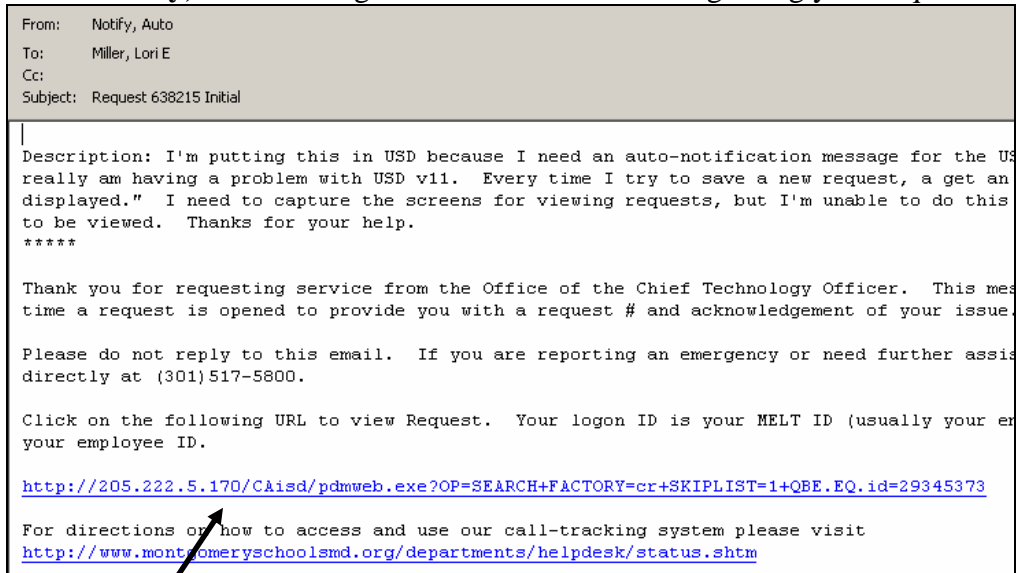 From: Notify, Auto
To: Miller, Lori E
Cc:
Subject: Request 638215 Initial
Description: I'm putting this in USD because I need an auto-notification message for the US
really am having a problem with USD v11.  Every time I try to save a new request, a get an
displayed."  I need to capture the screens for viewing requests, but I'm unable to do this
to be viewed.  Thanks for your help.
*****
Thank you for requesting service from the Office of the Chief Technology Officer.  This mes
time a request is opened to provide you with a request # and acknowledgement of your issue.
Please do not reply to this email.  If you are reporting an emergency or need further assis
directly at (301)517-5800.
Click on the following URL to view Request.  Your logon ID is your MELT ID (usually your em
your employee ID.
http://205.222.5.170/CAisd/pdmweb.exe?OP=SEARCH+FACTORY=cr+SKIPLIST=1+QBE.EQ.id=29345373
For directions on how to access and use our call-tracking system please visit
http://www.montgomeryschoolsmd.org/departments/helpdesk/status.shtm